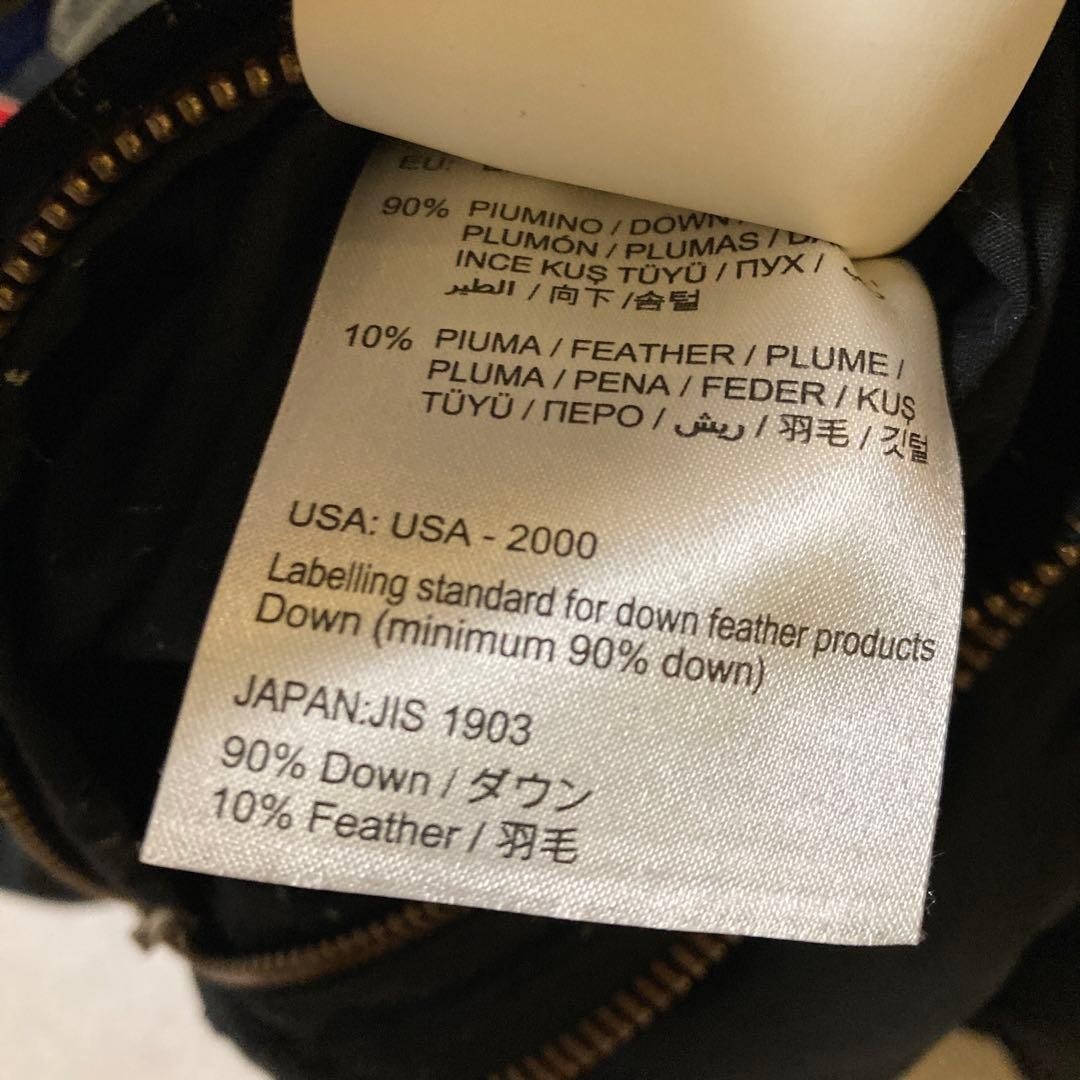 EU:
90% PIUMINO / DOWN /
PLUMÓN / PLUMAS /
INCE KUŞ TÜYÜ / ПУХ /
الطير / 向下 /솜털
10% PIUMA / FEATHER / PLUME /
PLUMA / PENA / FEDER / KUŞ
TÜYÜ / ПЕРО / ريش / 羽毛 / 깃털
USA: USA - 2000
Labelling standard for down feather products
Down (minimum 90% down)
JAPAN:JIS 1903
90% Down / ダウン
10% Feather / 羽毛